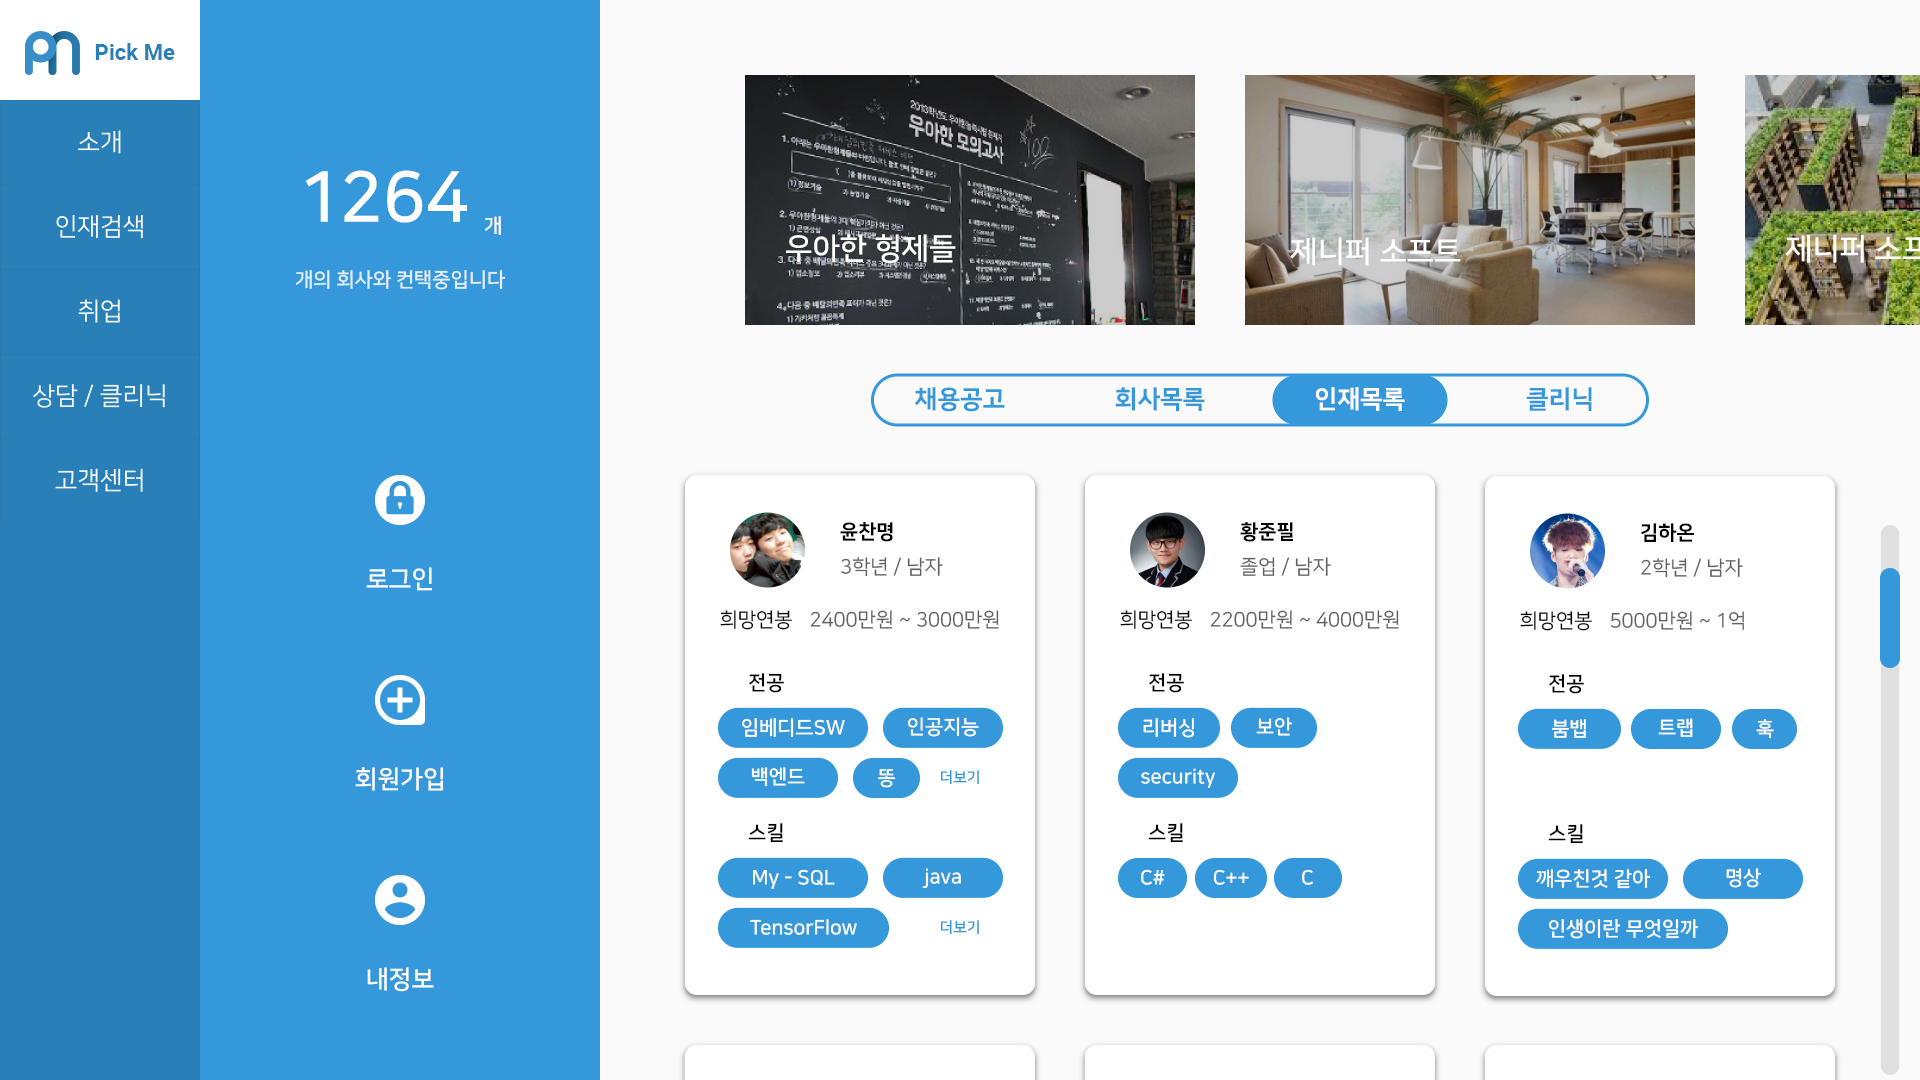 Pick Me
소개
인재검색
취업
상담 / 클리닉
고객센터
1264 개
개의 회사와 컨택중입니다
로그인
회원가입
내정보
우아한 모의고사
우아한 형제들
제니퍼 소프트
제니퍼 소프
채용공고
회사목록
인재목록
클리닉
윤찬명
3학년 / 남자
희망연봉 2400만원 ~ 3000만원
전공
임베디드SW 인공지능
백엔드 똥 더보기
스킬
My - SQL java
TensorFlow 더보기
황준필
졸업 / 남자
희망연봉 2200만원 ~ 4000만원
전공
리버싱 보안
security
스킬
C# C++ C
김하온
2학년 / 남자
희망연봉 5000만원 ~ 1억
전공
붐뱁 트랩 훅
스킬
깨우친것 같아 명상
인생이란 무엇일까